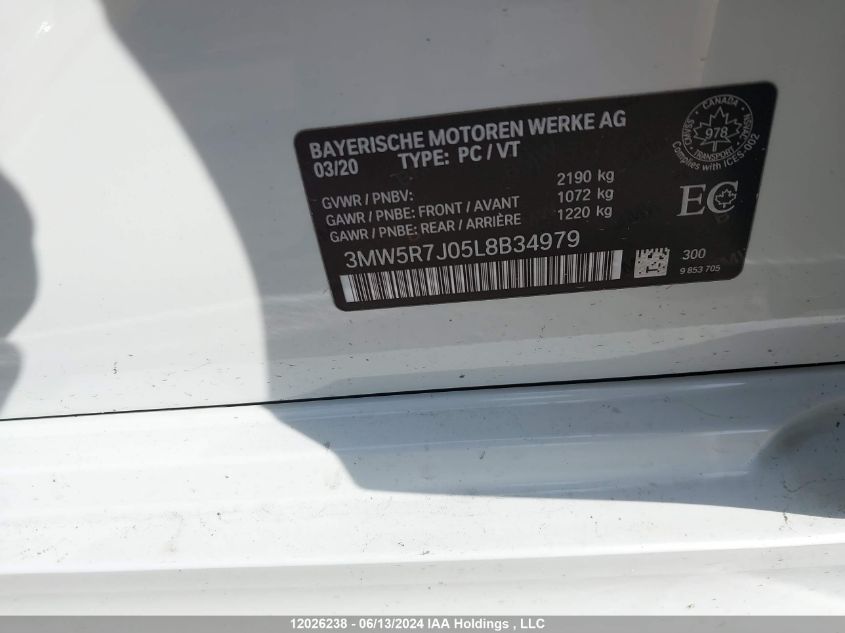 BAYERISCHE MOTOREN WERKE AG
03/20 TYPE: PC / VT
GVWR / PNBV: 2190 kg
GAWR / PNBE: FRONT / AVANT 1072 kg
GAWR / PNBE: REAR / ARRIÈRE 1220 kg
3MW5R7J05L8B34979
CANADA
978
TRANSPORT
Complies with ICES-002
EC
300
9 853 705
12026238 - 06/13/2024 IAA Holdings , LLC